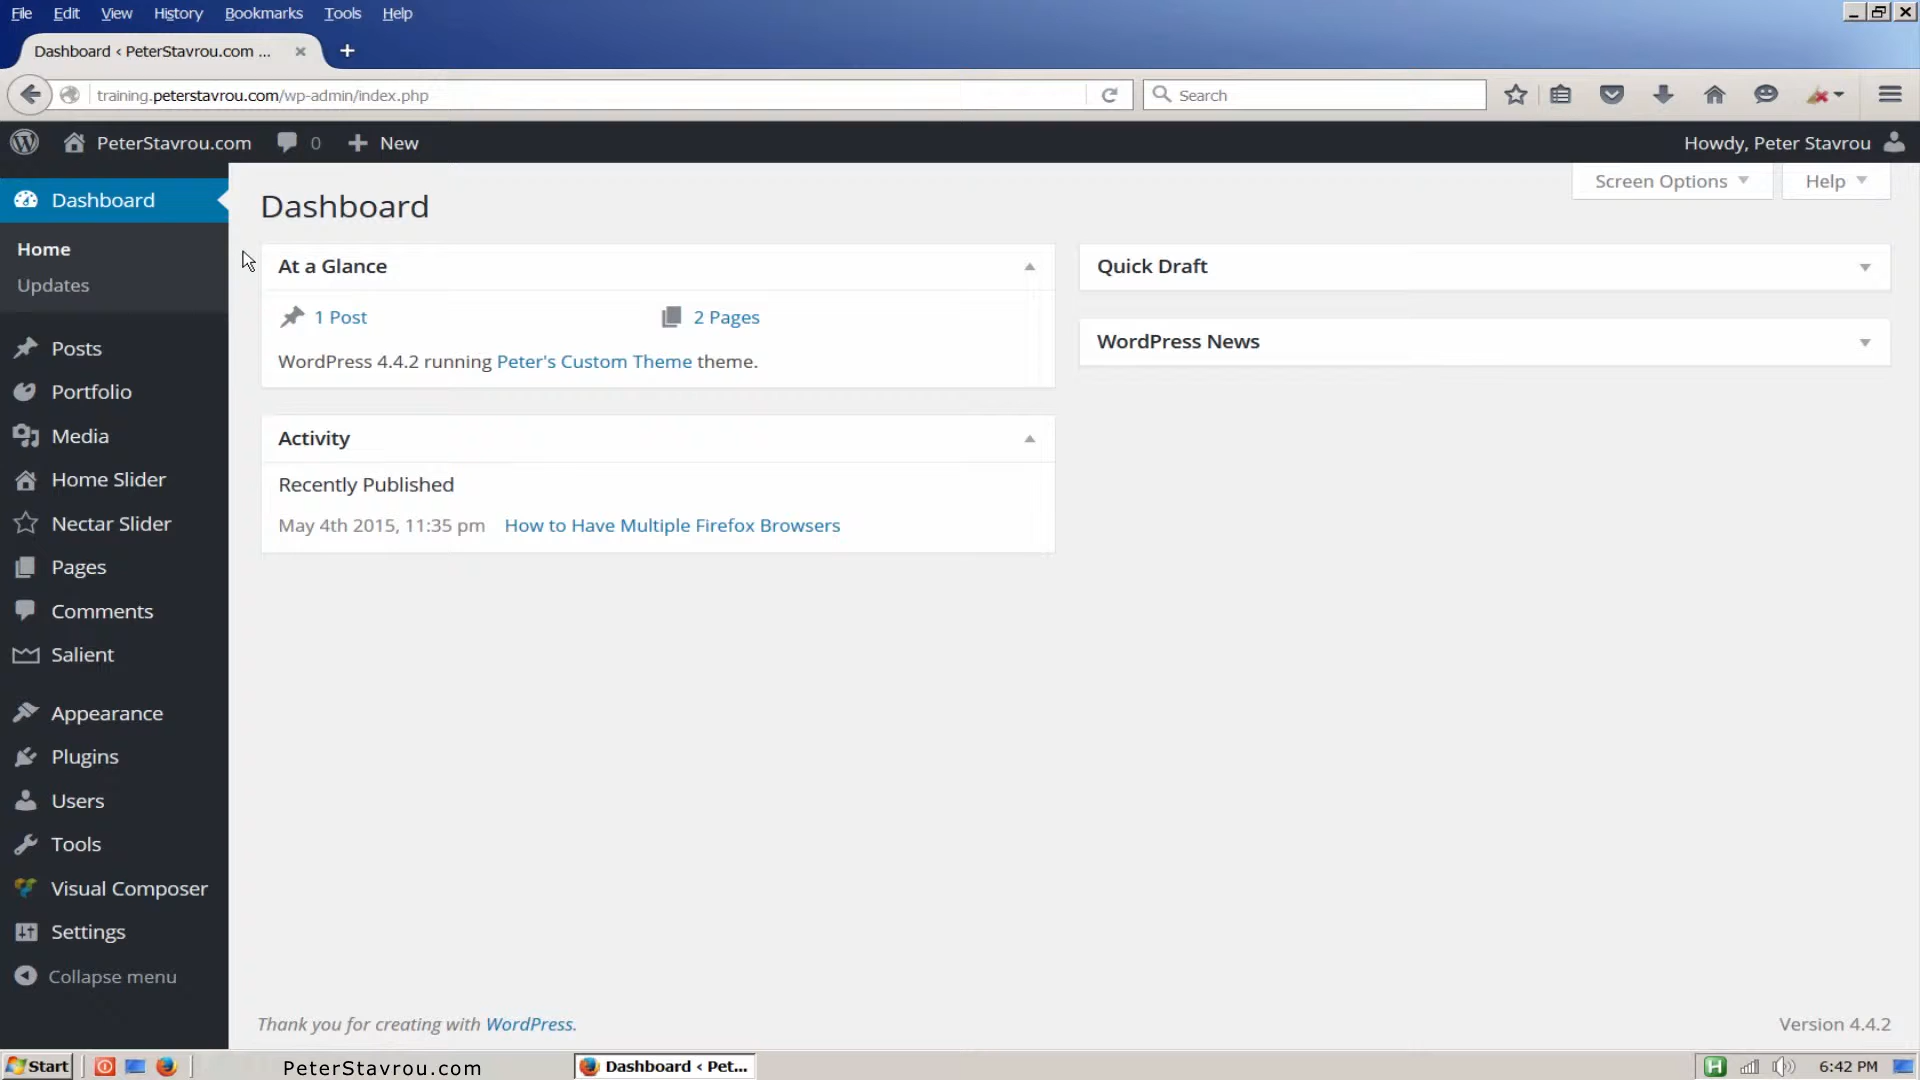 File Edit View History Bookmarks Tools Help
Dashboard ‹ PeterStavrou.com ...
training.peterstavrou.com/wp-admin/index.php
Search
PeterStavrou.com 0 New
Howdy, Peter Stavrou
Screen Options
Help
Dashboard
Home
Updates
Posts
Portfolio
Media
Home Slider
Nectar Slider
Pages
Comments
Salient
Appearance
Plugins
Users
Tools
Visual Composer
Settings
Collapse menu
Dashboard
At a Glance
1 Post
2 Pages
WordPress 4.4.2 running Peter's Custom Theme theme.
Activity
Recently Published
May 4th 2015, 11:35 pm How to Have Multiple Firefox Browsers
Quick Draft
WordPress News
Thank you for creating with WordPress.
Version 4.4.2
Start
PeterStavrou.com
Dashboard ‹ Pet...
H
6:42 PM